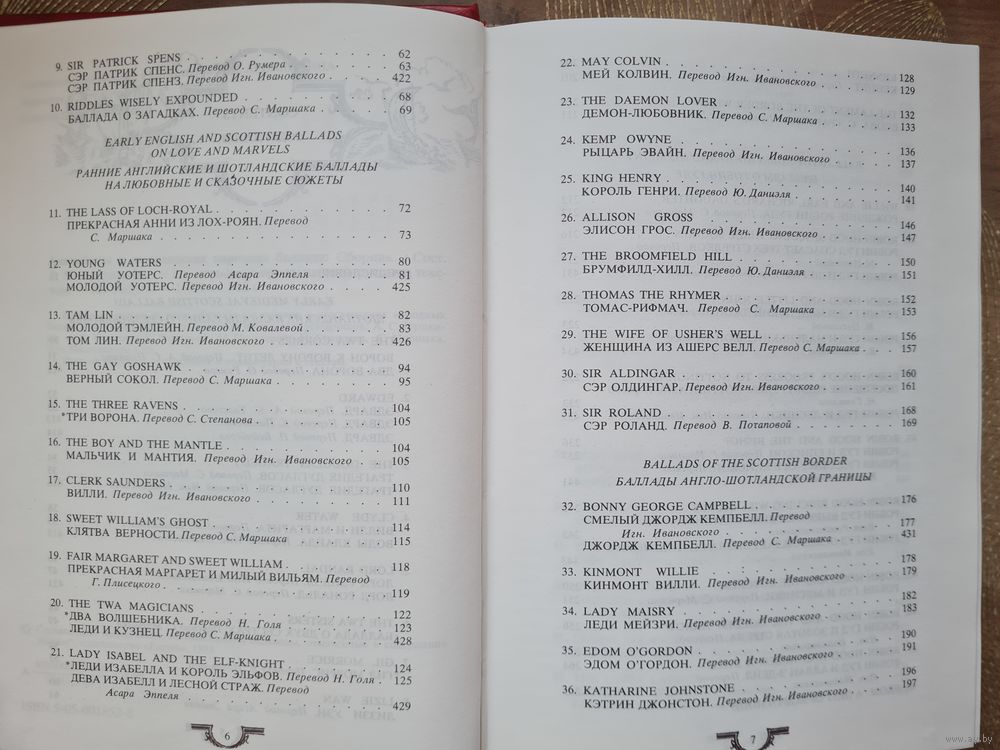 9. SIR PATRICK SPENS . . . . . . . . . . . . 62
СЭР ПАТРИК СПЕНС. Перевод О. Румера . . . . . 63
СЭР ПАТРИК СПЕНЗ. Перевод Игн. Ивановского . . . . . 422
10. RIDDLES WISELY EXPOUNDED . . . . . . . . 68
БАЛЛАДА О ЗАГАДКАХ. Перевод С. Маршака . . . . . 69
EARLY ENGLISH AND SCOTTISH BALLADS
ON LOVE AND MARVELS
РАННИЕ АНГЛИЙСКИЕ И ШОТЛАНДСКИЕ БАЛЛАДЫ
НА ЛЮБОВНЫЕ И СКАЗОЧНЫЕ СЮЖЕТЫ
11. THE LASS OF LOCH-ROYAL . . . . . . . . . 72
ПРЕКРАСНАЯ АННИ ИЗ ЛОХ-РОЯН. Перевод
С. Маршака . . . . . . . . . . . . 73
12. YOUNG WATERS . . . . . . . . . . . . 80
ЮНЫЙ УОТЕРС. Перевод Асара Эппеля . . . . . 81
МОЛОДОЙ УОТЕРС. Перевод Игн. Ивановского . . . . . 425
13. TAM LIN . . . . . . . . . . . . . . 82
МОЛОДОЙ ТЭМЛЕЙН. Перевод М. Ковалевой . . . . . 83
ТОМ ЛИН. Перевод Игн. Ивановского . . . . . . 426
14. THE GAY GOSHAWK . . . . . . . . . . . 94
ВЕРНЫЙ СОКОЛ. Перевод С. Маршака . . . . . . 95
15. THE THREE RAVENS . . . . . . . . . . . 104
*ТРИ ВОРОНА. Перевод С. Степанова . . . . . . 105
16. THE BOY AND THE MANTLE . . . . . . . . . 104
МАЛЬЧИК И МАНТИЯ. Перевод Игн. Ивановского . . . . . 105
17. CLERK SAUNDERS . . . . . . . . . . . 110
ВИЛЛИ. Перевод Игн. Ивановского . . . . . . . 111
18. SWEET WILLIAM'S GHOST . . . . . . . . . 114
КЛЯТВА ВЕРНОСТИ. Перевод С. Маршака . . . . . 115
19. FAIR MARGARET AND SWEET WILLIAM . . . . . . 118
ПРЕКРАСНАЯ МАРГАРЕТ И МИЛЫЙ ВИЛЬЯМ. Перевод
Г. Плисецкого . . . . . . . . . . . 119
20. THE TWA MAGICIANS . . . . . . . . . . 122
*ДВА ВОЛШЕБНИКА. Перевод Н. Голя . . . . . . 123
ЛЕДИ И КУЗНЕЦ. Перевод С. Маршака . . . . . . 428
21. LADY ISABEL AND THE ELF-KNIGHT . . . . . . 124
*ЛЕДИ ИЗАБЕЛЛА И КОРОЛЬ ЭЛЬФОВ. Перевод Н. Голя . 125
ДЕВА ИЗАБЕЛЛ И ЛЕСНОЙ СТРАЖ. Перевод
Асара Эппеля . . . . . . . . . . . 429
6
22. MAY COLVIN . . . . . . . . . . . . 128
МЕЙ КОЛВИН. Перевод Игн. Ивановского . . . . . 129
23. THE DAEMON LOVER . . . . . . . . . . 132
ДЕМОН-ЛЮБОВНИК. Перевод С. Маршака . . . . . 133
24. KEMP OWYNE . . . . . . . . . . . . 136
РЫЦАРЬ ЭВАЙН. Перевод Игн. Ивановского . . . . . 137
25. KING HENRY . . . . . . . . . . . . 140
КОРОЛЬ ГЕНРИ. Перевод Ю. Даниэля . . . . . . 141
26. ALLISON GROSS . . . . . . . . . . . 146
ЭЛИСОН ГРОС. Перевод Игн. Ивановского . . . . . 147
27. THE BROOMFIELD HILL . . . . . . . . . 150
БРУМФИЛД-ХИЛЛ. Перевод Ю. Даниэля . . . . . . 151
28. THOMAS THE RHYMER . . . . . . . . . . 152
ТОМАС-РИФМАЧ. Перевод С. Маршака . . . . . . 153
29. THE WIFE OF USHER'S WELL . . . . . . . . 156
ЖЕНЩИНА ИЗ АШЕРС ВЕЛЛ. Перевод С. Маршака . . . 157
30. SIR ALDINGAR . . . . . . . . . . . 160
СЭР ОЛДИНГАР. Перевод Игн. Ивановского . . . . . 161
31. SIR ROLAND . . . . . . . . . . . . 168
СЭР РОЛАНД. Перевод В. Потаповой . . . . . . 169
BALLADS OF THE SCOTTISH BORDER
БАЛЛАДЫ АНГЛО-ШОТЛАНДСКОЙ ГРАНИЦЫ
32. BONNY GEORGE CAMPBELL . . . . . . . . . 176
СМЕЛЫЙ ДЖОРДЖ КЕМПБЕЛЛ. Перевод
Игн. Ивановского . . . . . . . . . . 177
ДЖОРДЖ КЕМПБЕЛЛ. Перевод С. Маршака . . . . . 431
33. KINMONT WILLIE . . . . . . . . . . . 178
КИНМОНТ ВИЛЛИ. Перевод Игн. Ивановского . . . . 179
34. LADY MAISRY . . . . . . . . . . . . 182
ЛЕДИ МЕЙЗРИ. Перевод Игн. Ивановского . . . . . 183
35. EDOM O'GORDON . . . . . . . . . . . 190
ЭДОМ О'ГОРДОН. Перевод Игн. Ивановского . . . . 191
36. KATHARINE JOHNSTONE . . . . . . . . . 196
КЭТРИН ДЖОНСТОН. Перевод Игн. Ивановского . . . . 197
7